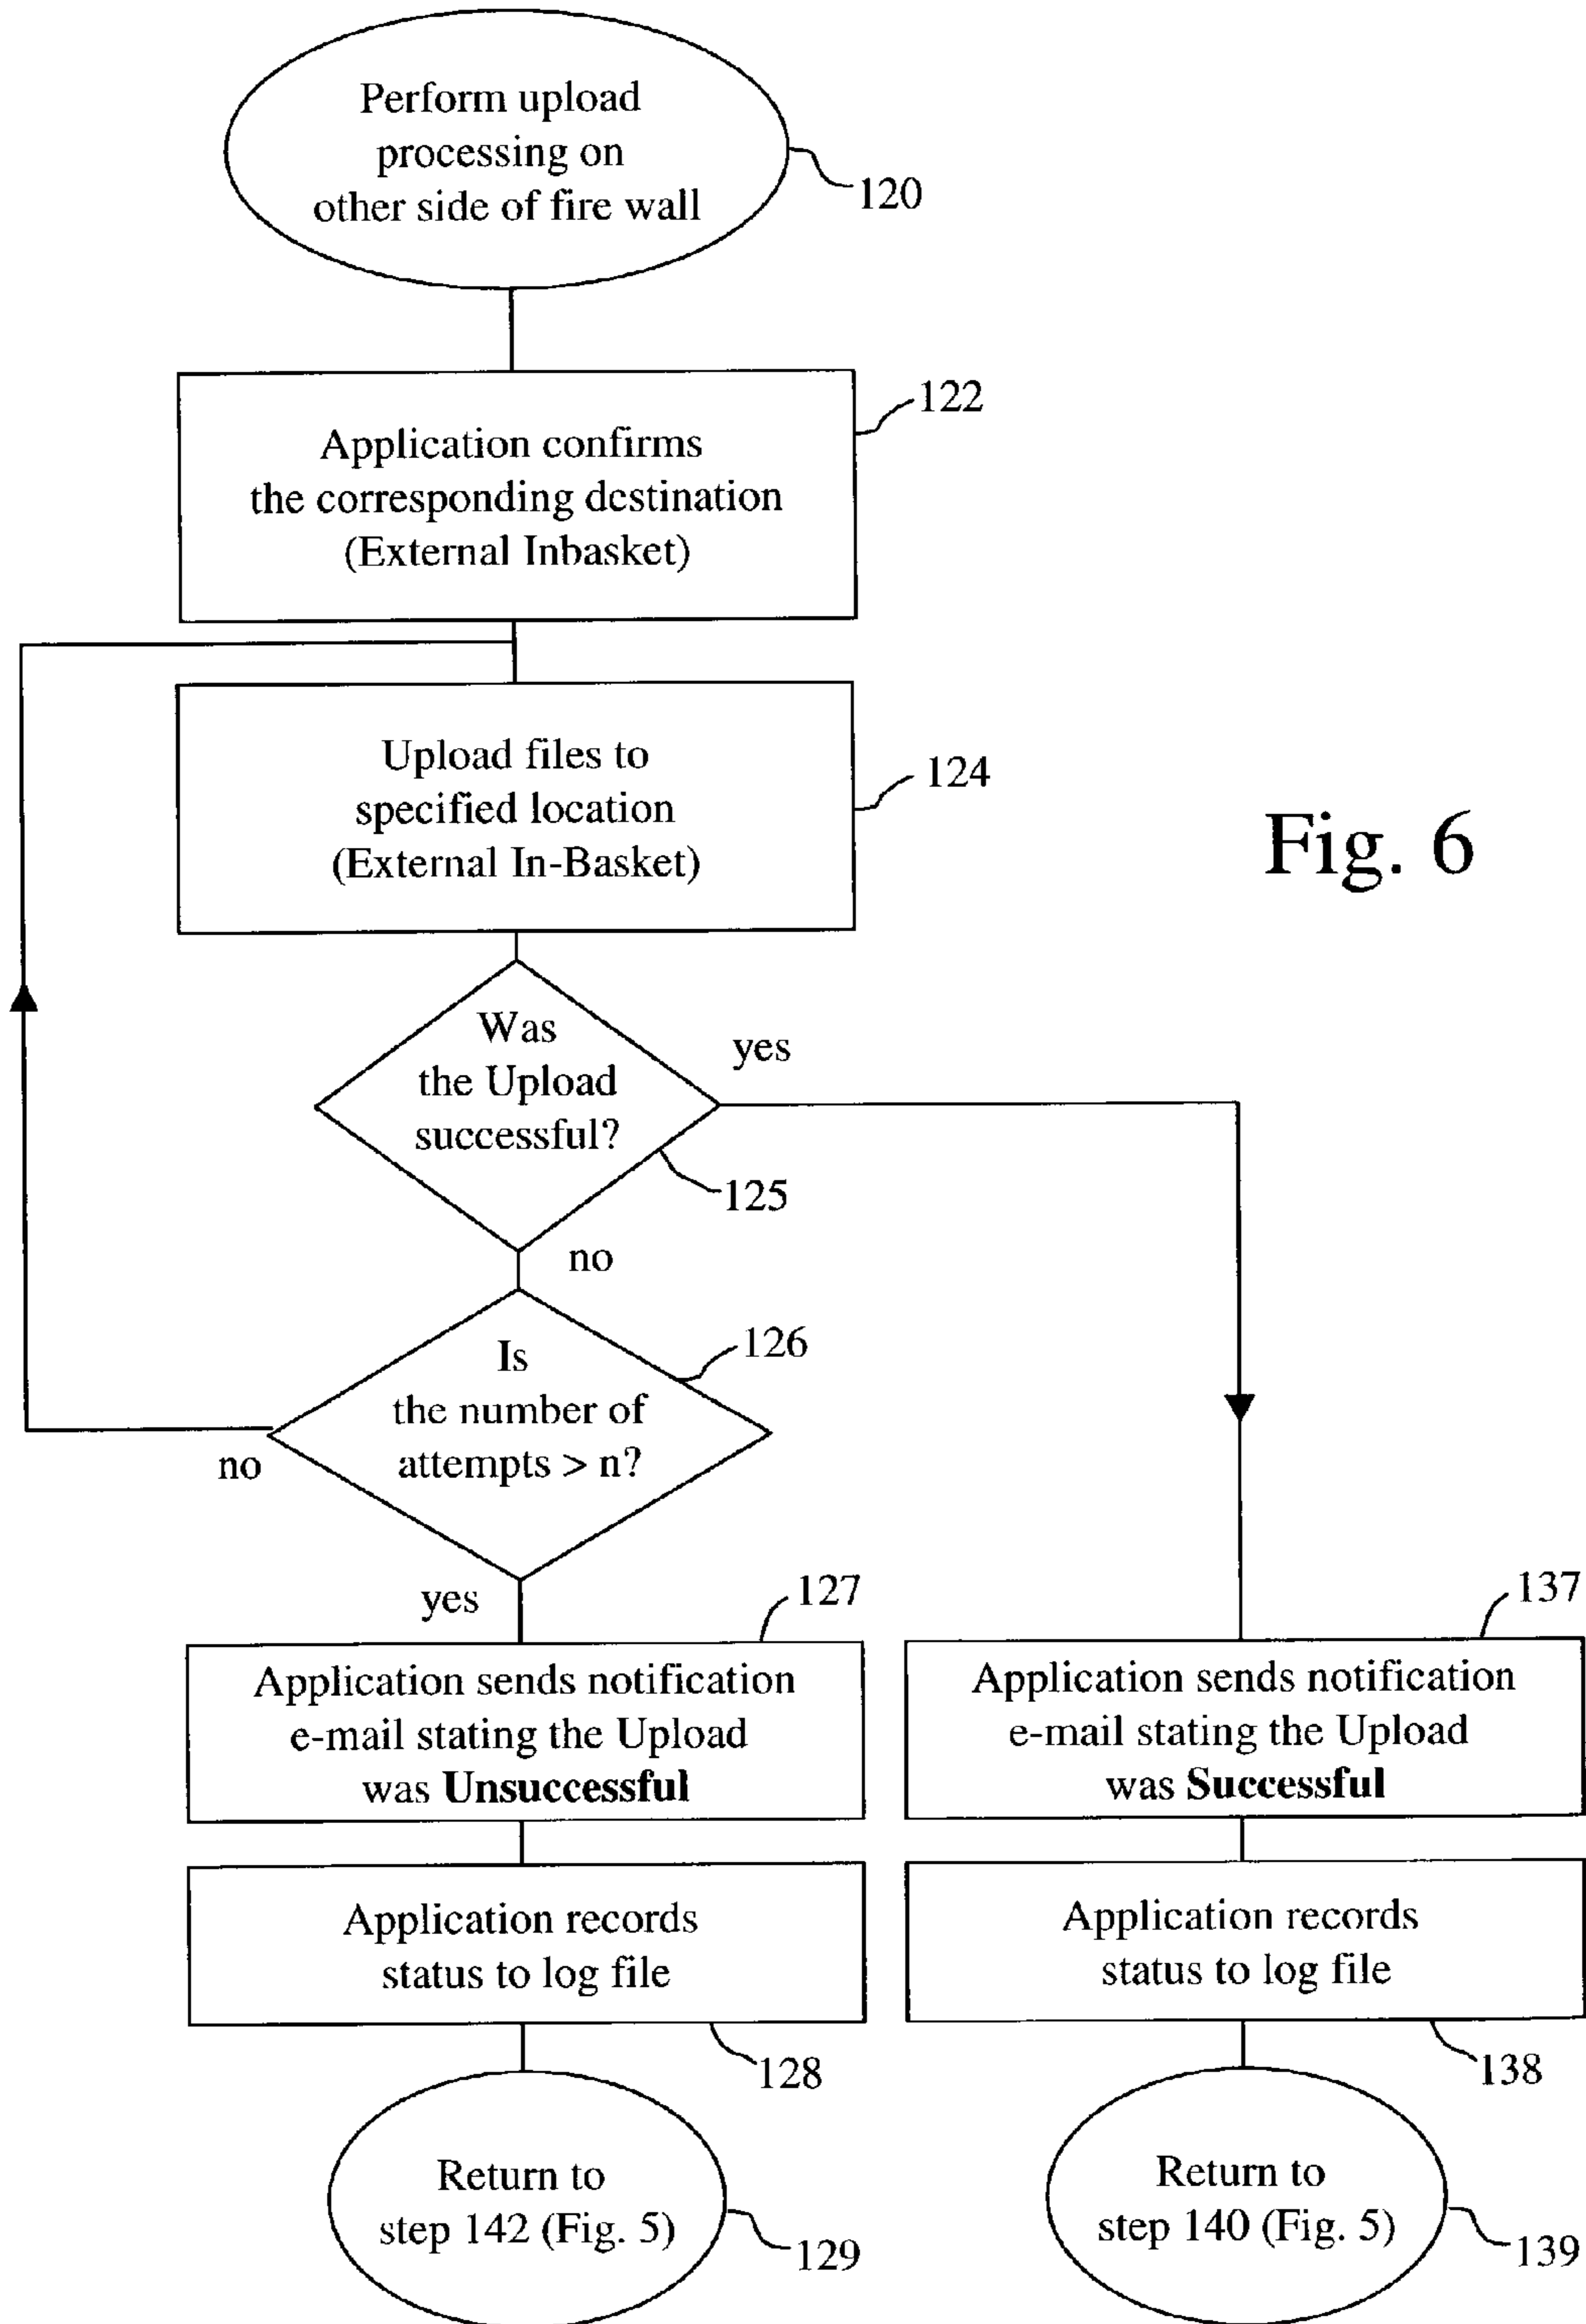 Perform upload
processing on
other side of fire wall
120
Application confirms
the corresponding destination
(External Inbasket)
122
Upload files to
specified location
(External In-Basket)
124
Fig. 6
Was
the Upload
successful?
yes
125
no
Is
the number of
attempts > n?
126
no
yes
127
Application sends notification
e-mail stating the Upload
was Unsuccessful
137
Application sends notification
e-mail stating the Upload
was Successful
Application records
status to log file
128
Application records
status to log file
138
Return to
step 142 (Fig. 5)
129
Return to
step 140 (Fig. 5)
139